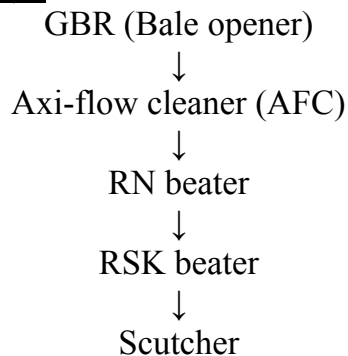 GBR (Bale opener)
↓
Axi-flow cleaner (AFC)
↓
RN beater
↓
RSK beater
↓
Scutcher